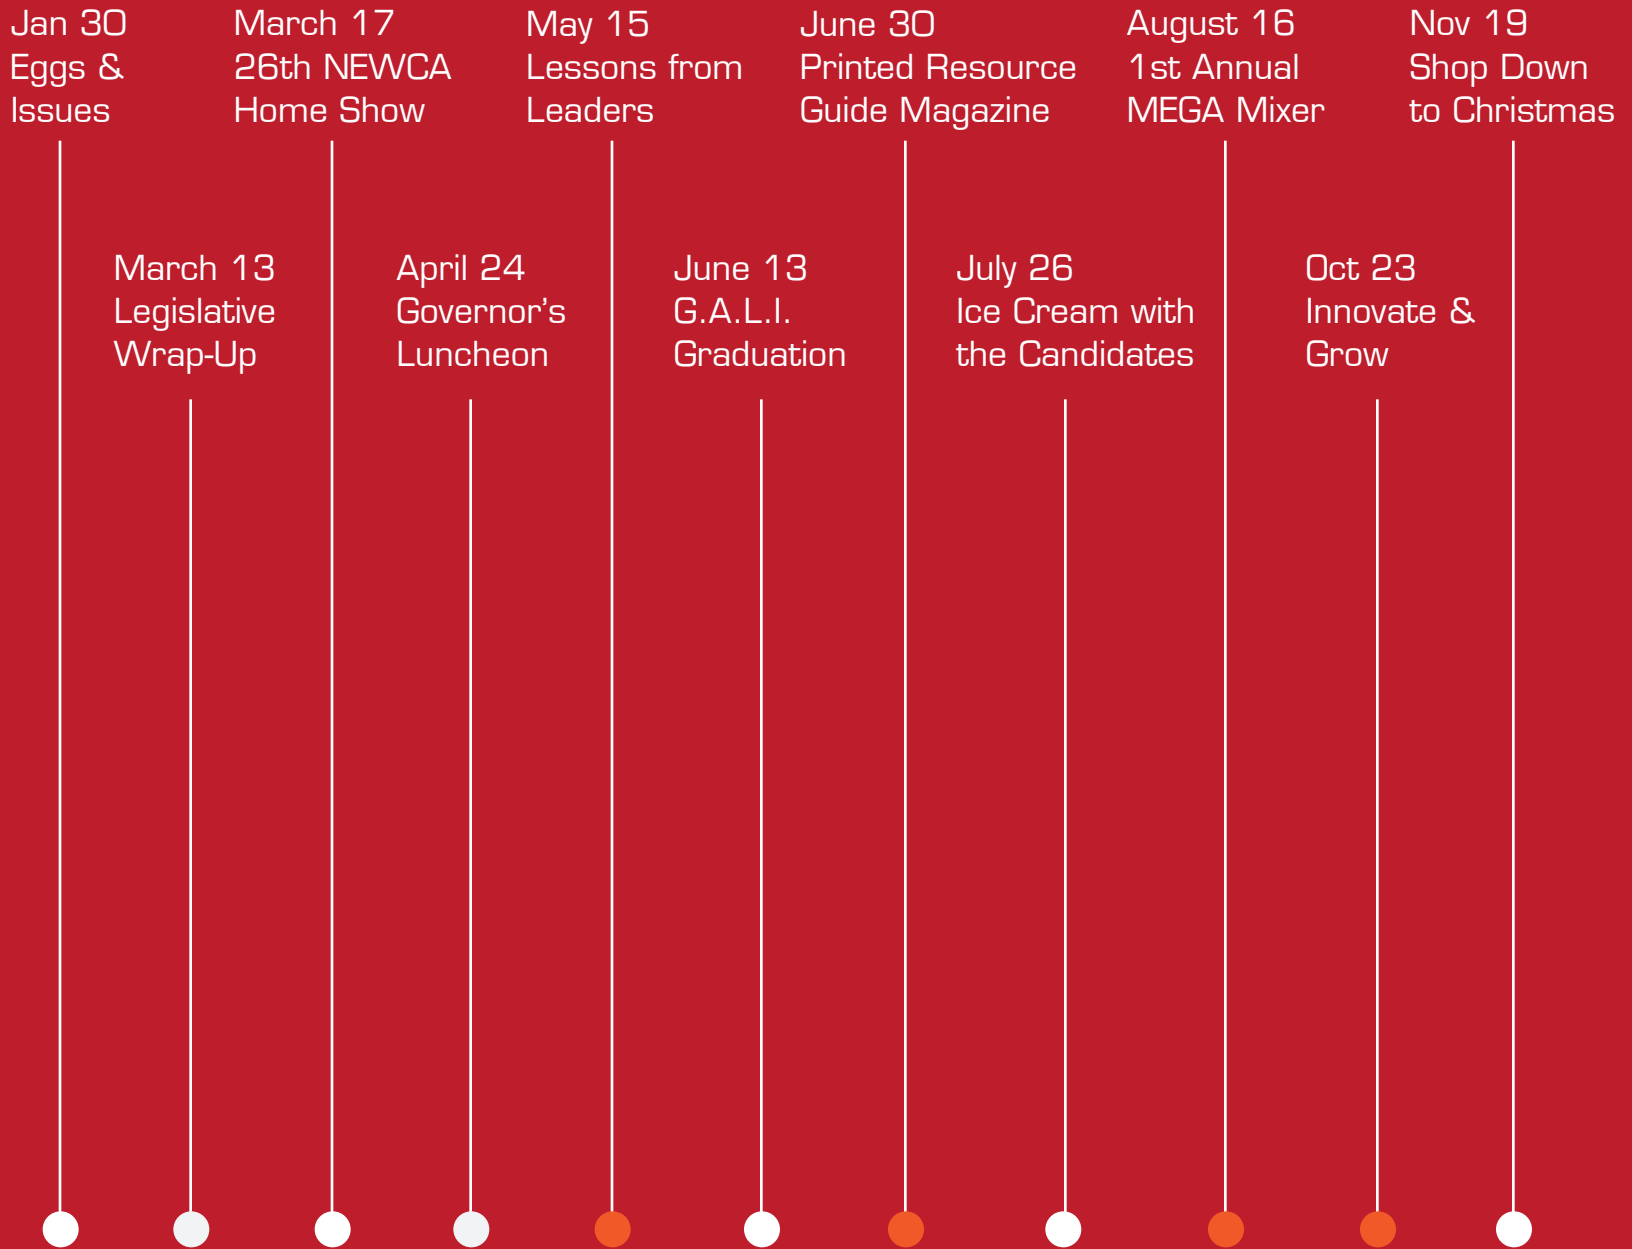 Jan 30
Eggs &
Issues
March 17
26th NEWCA
Home Show
May 15
Lessons from
Leaders
June 30
Printed Resource
Guide Magazine
August 16
1st Annual
MEGA Mixer
Nov 19
Shop Down
to Christmas
March 13
Legislative
Wrap-Up
April 24
Governor's
Luncheon
June 13
G.A.L.I.
Graduation
July 26
Ice Cream with
the Candidates
Oct 23
Innovate &
Grow